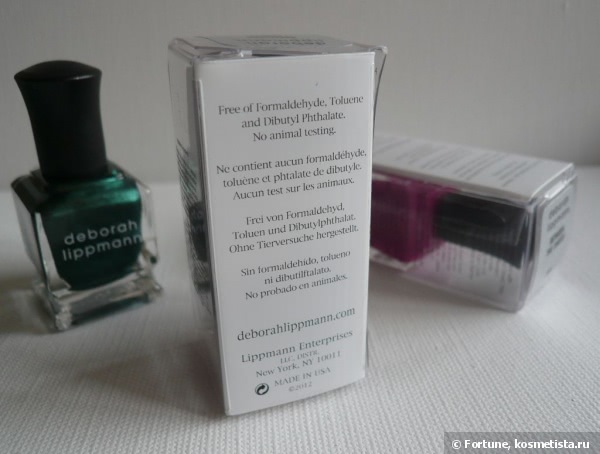 deborah
lippmann
Free of Formaldehyde, Toluene
and Dibutyl Phthalate.
No animal testing.
Ne contient aucun formaldéhyde,
toluène et phtalate de dibutyle.
Aucun test sur les animaux.
Frei von Formaldehyd,
Toluen und Dibutylphthalat.
Ohne Tierversuche hergestellt.
Sin formaldehido, tolueno
ni dibutilftalato.
No probado en animales.
deborahlippmann.com
Lippmann Enterprises
LLC, DISTR.
New York, NY 10011
MADE IN USA
©2012
© Fortune, kosmetista.ru